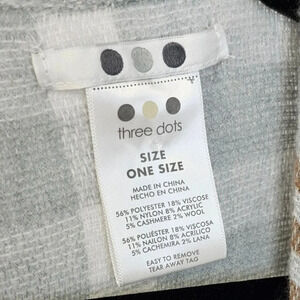 three dots
SIZE
ONE SIZE
MADE IN CHINA
HECHO EN CHINA
56% POLYESTER 18% VISCOSE
11% NYLON 8% ACRYLIC
5% CASHMERE 2% WOOL
56% POLIÉSTER 18% VISCOSA
11% NAILON 8% ACRÍLICO
5% CACHEMIRA 2% LANA
EASY TO REMOVE
TEAR AWAY TAG